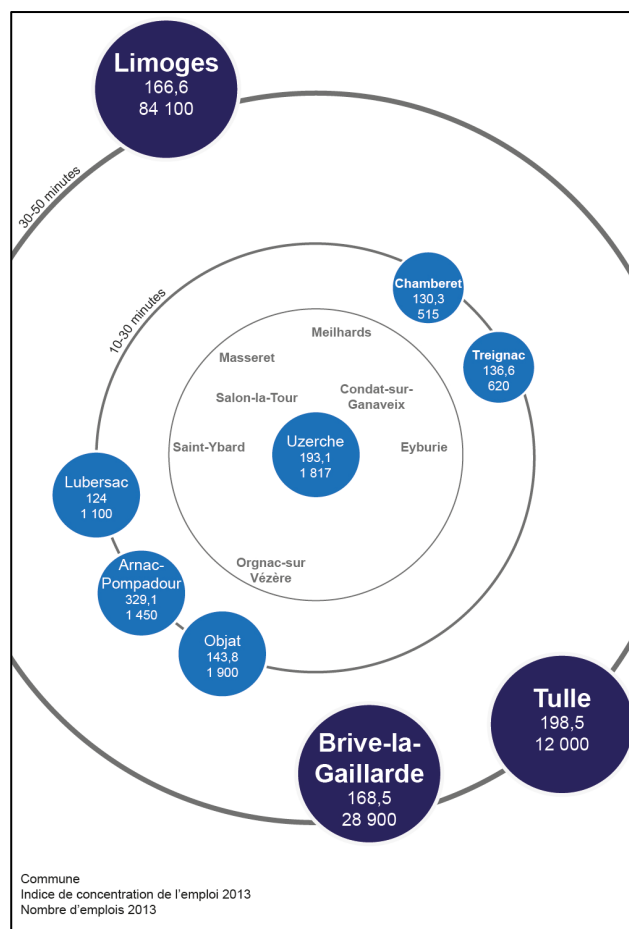 Limoges
166,6
84 100
30-50 minutes
10-30 minutes
Chamberet
130,3
515
Treignac
136,6
620
Meilhards
Masseret
Salon-la-Tour
Condat-sur-
Ganaveix
Saint-Ybard
Uzerche
193,1
1 817
Eyburie
Lubersac
124
1 100
Orgnac-sur
Vézère
Arnac-
Pompadour
329,1
1 450
Objat
143,8
1 900
Tulle
198,5
12 000
Brive-la-
Gaillarde
168,5
28 900
Commune
Indice de concentration de l'emploi 2013
Nombre d'emplois 2013